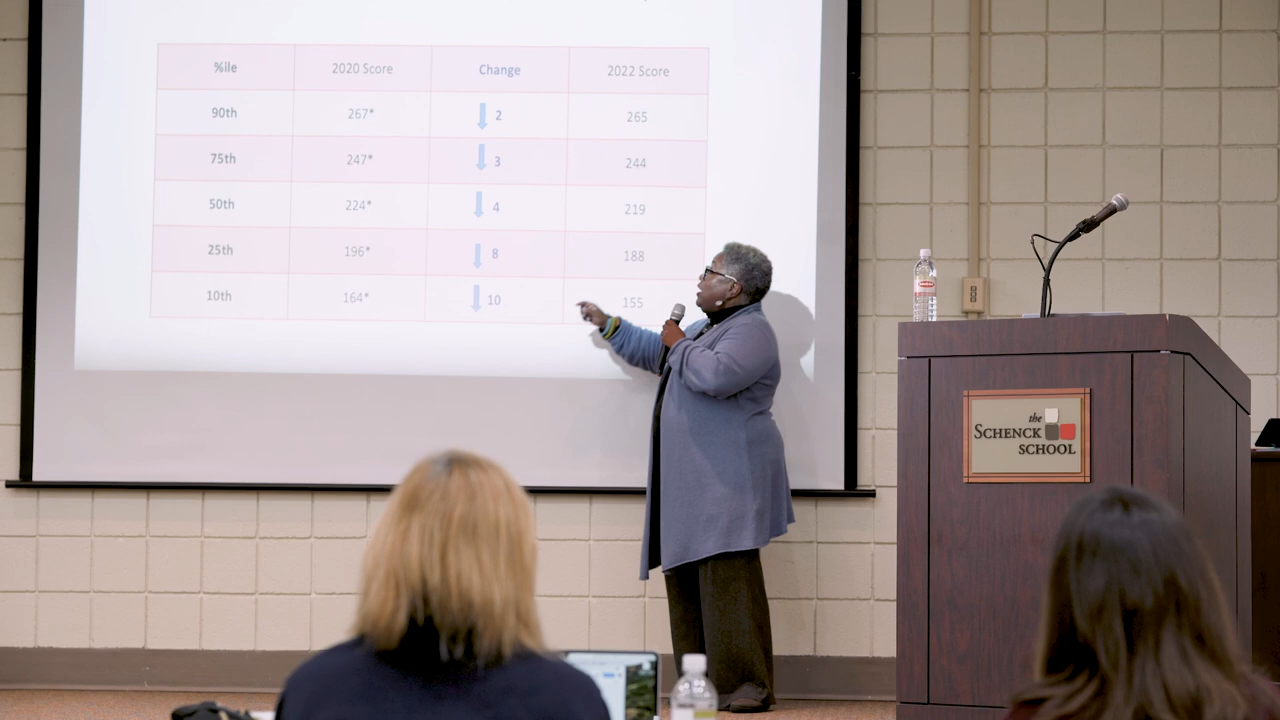 %ile 2020 Score Change 2022 Score
90th 267* 2 265
75th 247* 3 244
50th 224* 4 219
25th 196* 8 188
10th 164* 10 155
the
SCHENCK
SCHOOL